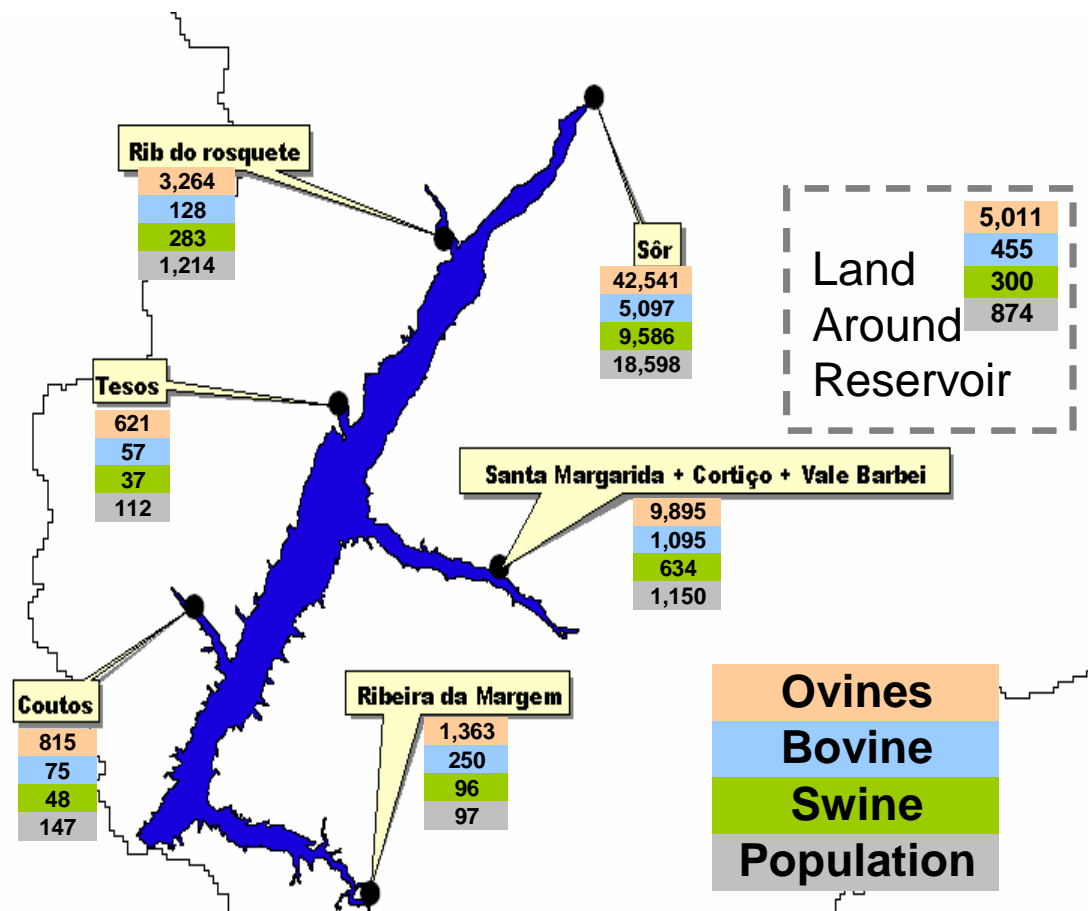 Rib do rosquete
3,264
128
283
1,214
Sôr
42,541
5,097
9,586
18,598
Land
Around
Reservoir
5,011
455
300
874
Tesos
621
57
37
112
Santa Margarida + Cortiço + Vale Barbei
9,895
1,095
634
1,150
Coutos
815
75
48
147
Ribeira da Margem
1,363
250
96
97
Ovines
Bovine
Swine
Population